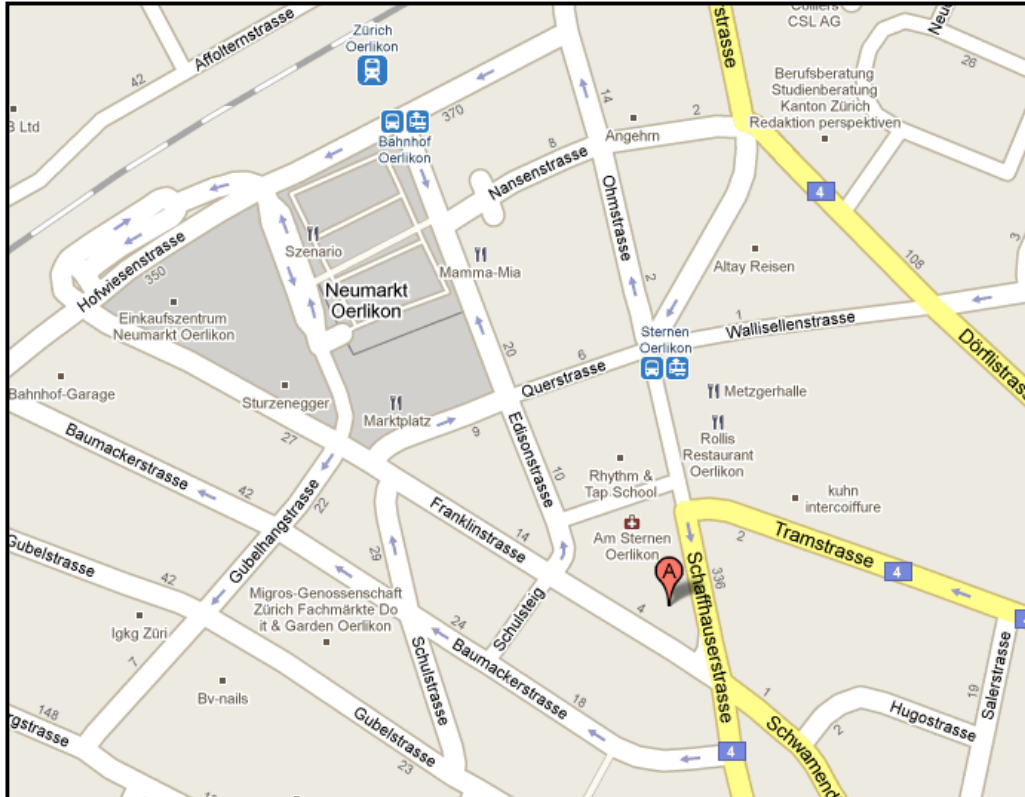 Affolternstrasse
42
Zürich
Oerlikon
Colliers
CSL AG
26
strasse
Berufsberatung
Studienberatung
Kanton Zürich
Redaktion perspektiven
Ltd
14
Angehrn
2
370
Bahnhof
Oerlikon
8
Nansenstrasse
Ohmstrasse
4
Szenario
Mamma-Mia
Altay Reisen
108
3
Hofwiesenstrasse
350
Neumarkt
Oerlikon
2
Einkaufszentrum
Neumarkt Oerlikon
1
Wallisellenstrasse
Sternen
Oerlikon
20
6
Querstrasse
Dörflistrasse
Bahnhof-Garage
Sturzenegger
Marktplatz
Metzgerhalle
27
9
Edisonstrasse
Rollis
Restaurant
Oerlikon
Baumackerstrasse
42
22
10
Rhythm &
Tap School
kuhn
intercoiffure
Gubelhangstrasse
Franklinstrasse
14
Am Sternen
Oerlikon
2
Tramstrasse
Gubelstrasse
42
29
A
336
4
Schaffhauserstrasse
4
Migros-Genossenschaft
Zürich Fachmärkte Do
it & Garden Oerlikon
Schulsteig
Igkg Züri
7
24
Schulstrasse
Baumackerstrasse
18
Bv-nails
1
Schwamend
Hugostrasse
2
19
Salerstrasse
148
rgstrasse
Gubelstrasse
23
4